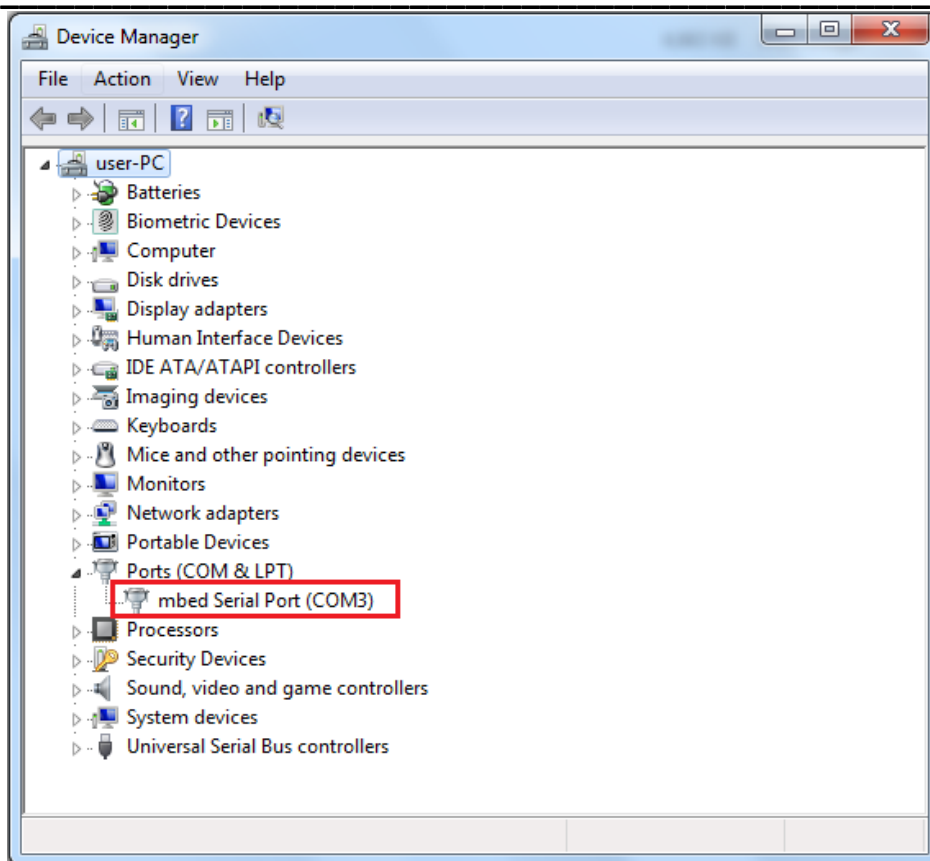 Device Manager
File Action View Help
user-PC
Batteries
Biometric Devices
Computer
Disk drives
Display adapters
Human Interface Devices
IDE ATA/ATAPI controllers
Imaging devices
Keyboards
Mice and other pointing devices
Monitors
Network adapters
Portable Devices
Ports (COM & LPT)
mbed Serial Port (COM3)
Processors
Security Devices
Sound, video and game controllers
System devices
Universal Serial Bus controllers